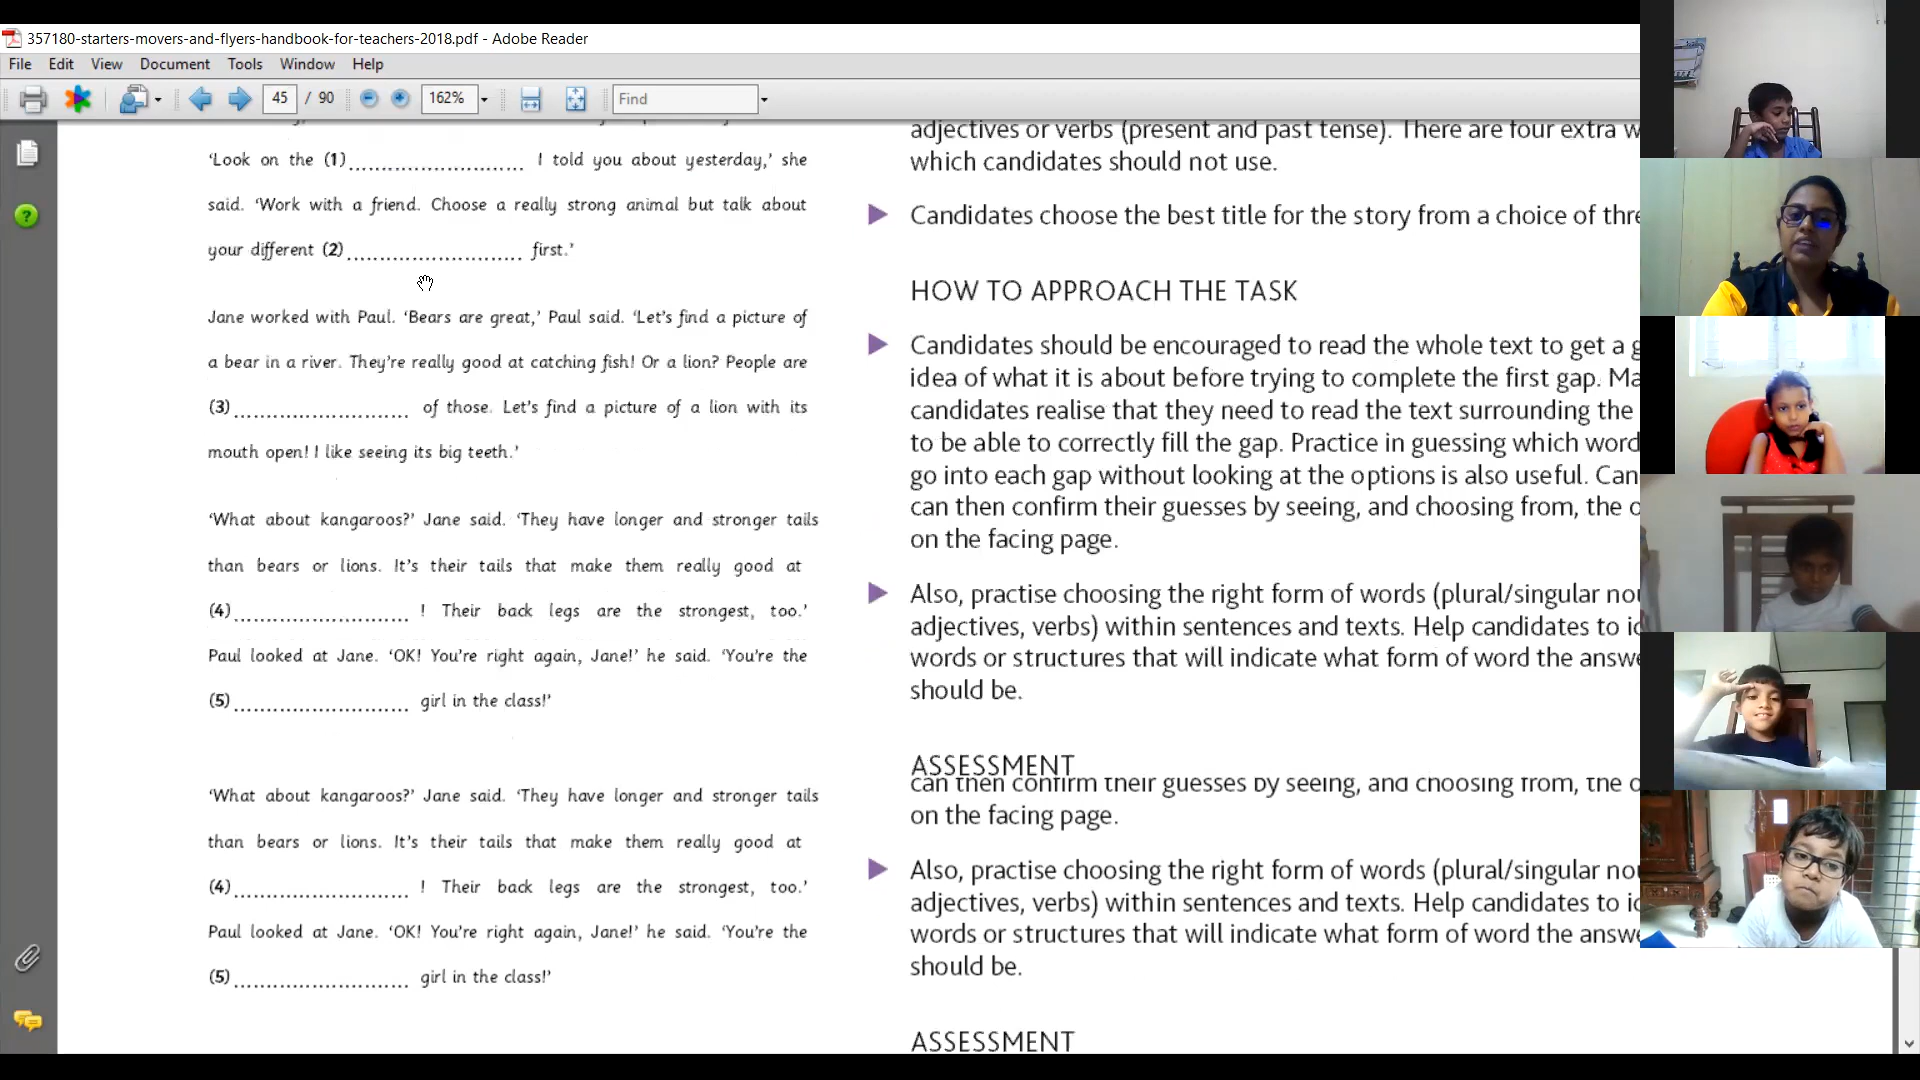 357180-starters-movers-and-flyers-handbook-for-teachers-2018.pdf - Adobe Reader
File Edit View Document Tools Window Help
45 / 90 162% Find
‘Look on the (1).......................... I told you about yesterday,’ she
said. ‘Work with a friend. Choose a really strong animal but talk about
your different (2).......................... first.’
Jane worked with Paul. ‘Bears are great,’ Paul said. ‘Let’s find a picture of
a bear in a river. They’re really good at catching fish! Or a lion? People are
(3).......................... of those. Let’s find a picture of a lion with its
mouth open! I like seeing its big teeth.’
‘What about kangaroos?’ Jane said. ‘They have longer and stronger tails
than bears or lions. It’s their tails that make them really good at
(4).......................... ! Their back legs are the strongest, too.’
Paul looked at Jane. ‘OK! You’re right again, Jane!’ he said. ‘You’re the
(5).......................... girl in the class!’
‘What about kangaroos?’ Jane said. ‘They have longer and stronger tails
than bears or lions. It’s their tails that make them really good at
(4).......................... ! Their back legs are the strongest, too.’
Paul looked at Jane. ‘OK! You’re right again, Jane!’ he said. ‘You’re the
(5).......................... girl in the class!’
adjectives or verbs (present and past tense). There are four extra
which candidates should not use.
Candidates choose the best title for the story from a choice of
HOW TO APPROACH THE TASK
Candidates should be encouraged to read the whole text to get a
idea of what it is about before trying to complete the first gap.
candidates realise that they need to read the text surrounding the
to be able to correctly fill the gap. Practice in guessing which
go into each gap without looking at the options is also useful.
can then confirm their guesses by seeing, and choosing from, the
on the facing page.
Also, practise choosing the right form of words (plural/singular
adjectives, verbs) within sentences and texts. Help candidates to
words or structures that will indicate what form of word the
should be.
ASSESSMENT
can then confirm their guesses by seeing, and choosing from, the
on the facing page.
Also, practise choosing the right form of words (plural/singular
adjectives, verbs) within sentences and texts. Help candidates to
words or structures that will indicate what form of word the
should be.
ASSESSMENT